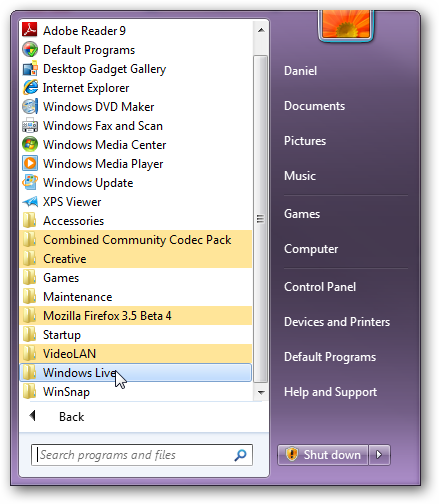 Adobe Reader 9
Default Programs
Desktop Gadget Gallery
Internet Explorer
Windows DVD Maker
Windows Fax and Scan
Windows Media Center
Windows Media Player
Windows Update
XPS Viewer
Accessories
Combined Community Codec Pack
Creative
Games
Maintenance
Mozilla Firefox 3.5 Beta 4
Startup
VideoLAN
Windows Live
WinSnap
Back
Search programs and files
Daniel
Documents
Pictures
Music
Games
Computer
Control Panel
Devices and Printers
Default Programs
Help and Support
Shut down